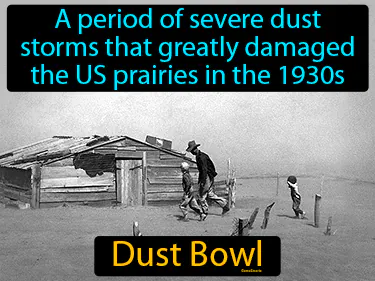 A period of severe dust
storms that greatly damaged
the US prairies in the 1930s
Dust Bowl